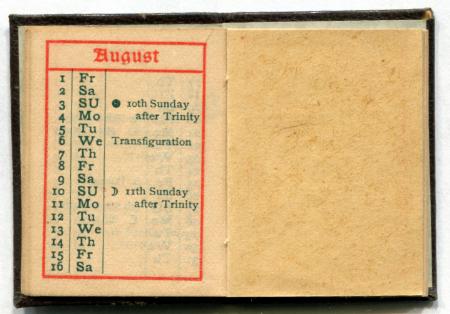 August
1 Fr
2 Sa
3 SU 10th Sunday
4 Mo after Trinity
5 Tu
6 We Transfiguration
7 Th
8 Fr
9 Sa
10 SU ☽ 11th Sunday
11 Mo after Trinity
12 Tu
13 We
14 Th
15 Fr
16 Sa